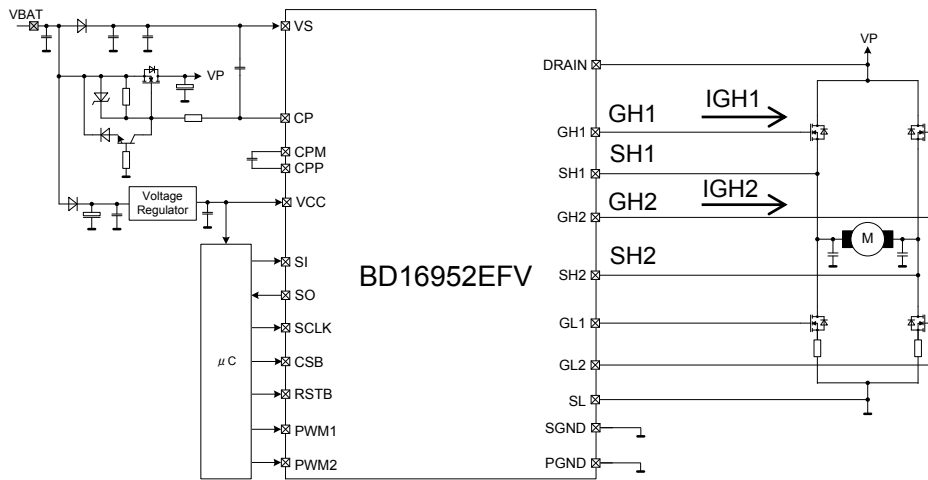 VBAT
VS
VP
CP
CPM
CPP
Voltage
Regulator
VCC
μC
SI
SO
SCLK
CSB
RSTB
PWM1
PWM2
BD16952EFV
DRAIN
GH1
SH1
GH2
SH2
GL1
GL2
SL
SGND
PGND
GH1
IGH1
SH1
GH2
IGH2
SH2
VP
M